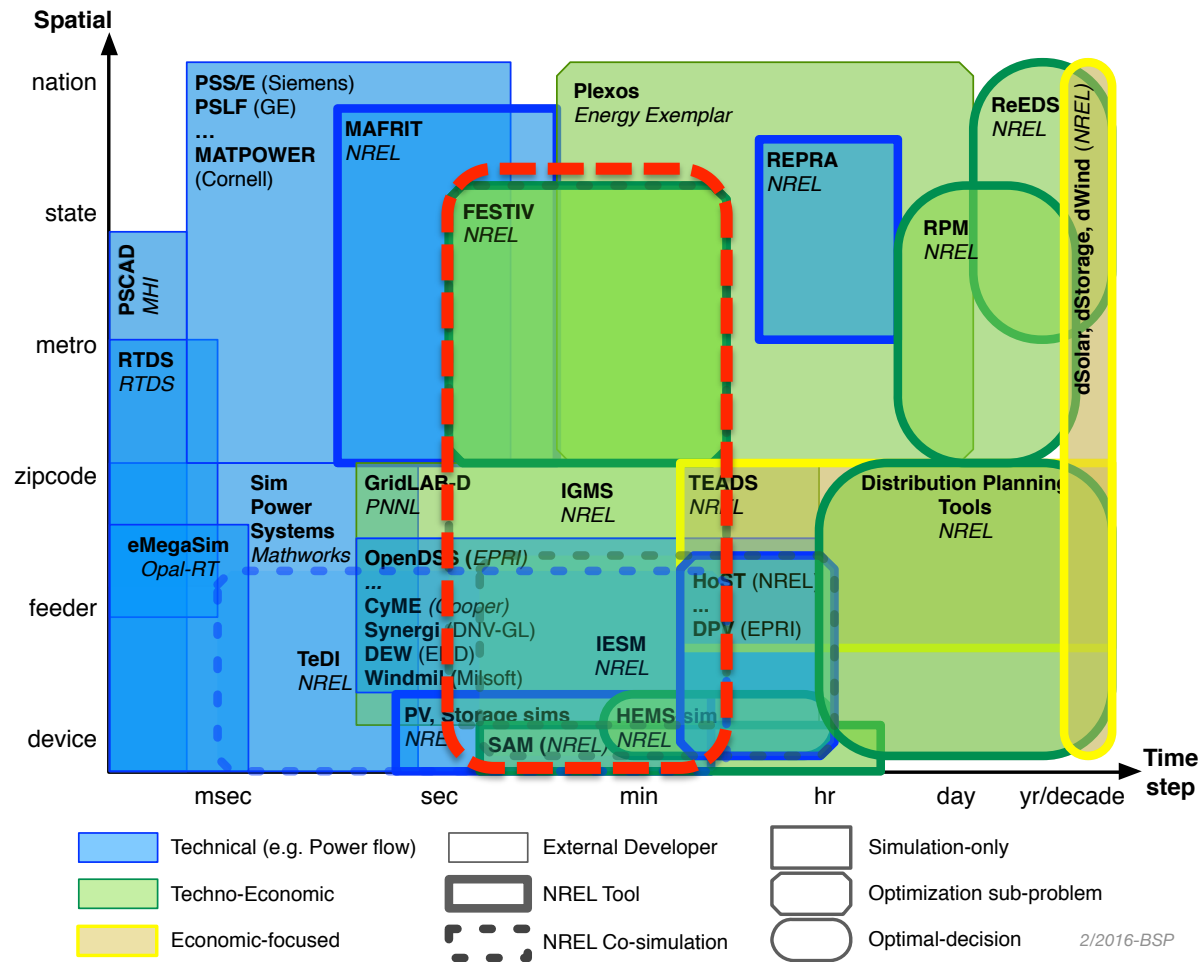 Spatial
nation
state
metro
zipcode
feeder
device
PSS/E (Siemens)
PSLF (GE)
...
MATPOWER
(Cornell)
MAFRIT
NREL
Plexos
Energy Exemplar
ReEDS
NREL
dSolar, dStorage, dWind (NREL)
REPRA
NREL
FESTIV
NREL
RPM
NREL
PSCAD
MHI
RTDS
RTDS
Sim
Power
Systems
Mathworks
GridLAB-D
PNNL
IGMS
NREL
TEADS
NREL
Distribution Planning
Tools
NREL
eMegaSim
Opal-RT
OpenDSS (EPRI)
...
CyME (Cooper)
Synergi (DNV-GL)
DEW (EDD)
Windmil (Milsoft)
HoST (NREL)
...
DPV (EPRI)
IESM
NREL
TeDI
NREL
PV, Storage sims
NREL
HEMS sim
NREL
SAM (NREL)
Time
step
msec
sec
min
hr
day
yr/decade
Technical (e.g. Power flow)
External Developer
Simulation-only
Techno-Economic
NREL Tool
Optimization sub-problem
Economic-focused
NREL Co-simulation
Optimal-decision
2/2016-BSP